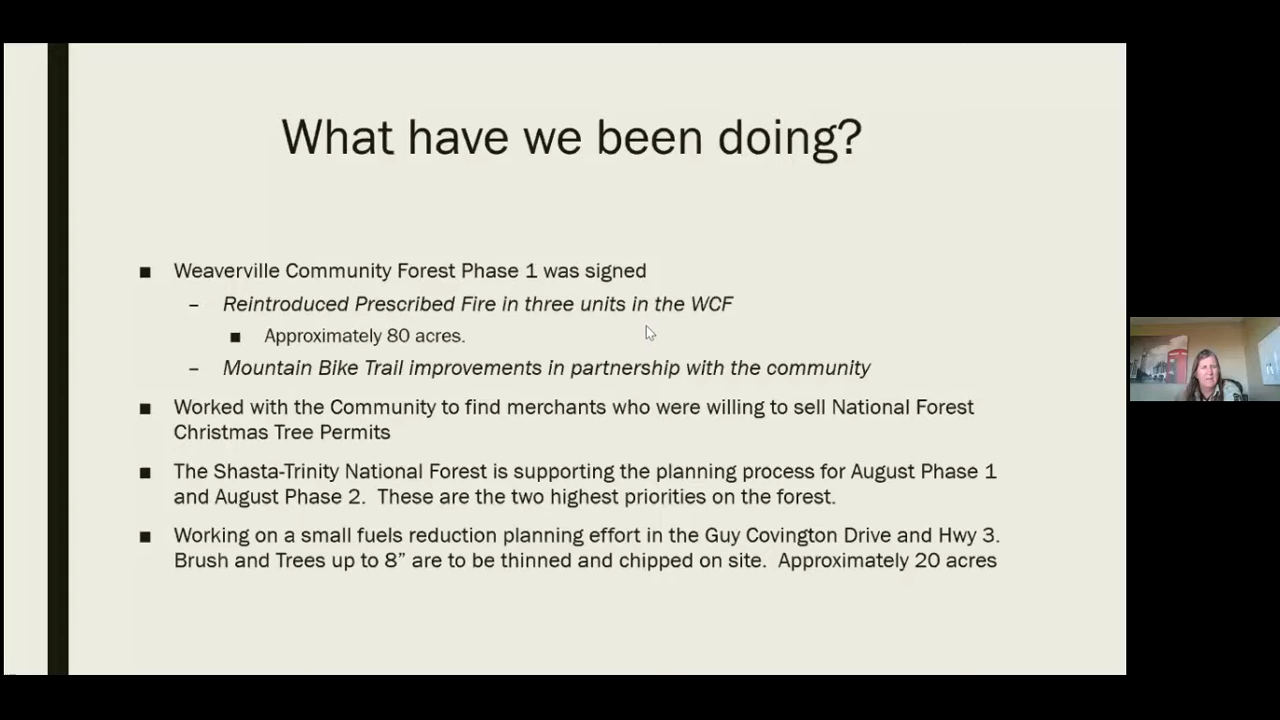 What have we been doing?
■ Weaverville Community Forest Phase 1 was signed
– Reintroduced Prescribed Fire in three units in the WCF
■ Approximately 80 acres.
– Mountain Bike Trail improvements in partnership with the community
■ Worked with the Community to find merchants who were willing to sell National Forest
Christmas Tree Permits
■ The Shasta-Trinity National Forest is supporting the planning process for August Phase 1
and August Phase 2.  These are the two highest priorities on the forest.
■ Working on a small fuels reduction planning effort in the Guy Covington Drive and Hwy 3.
Brush and Trees up to 8” are to be thinned and chipped on site.  Approximately 20 acres